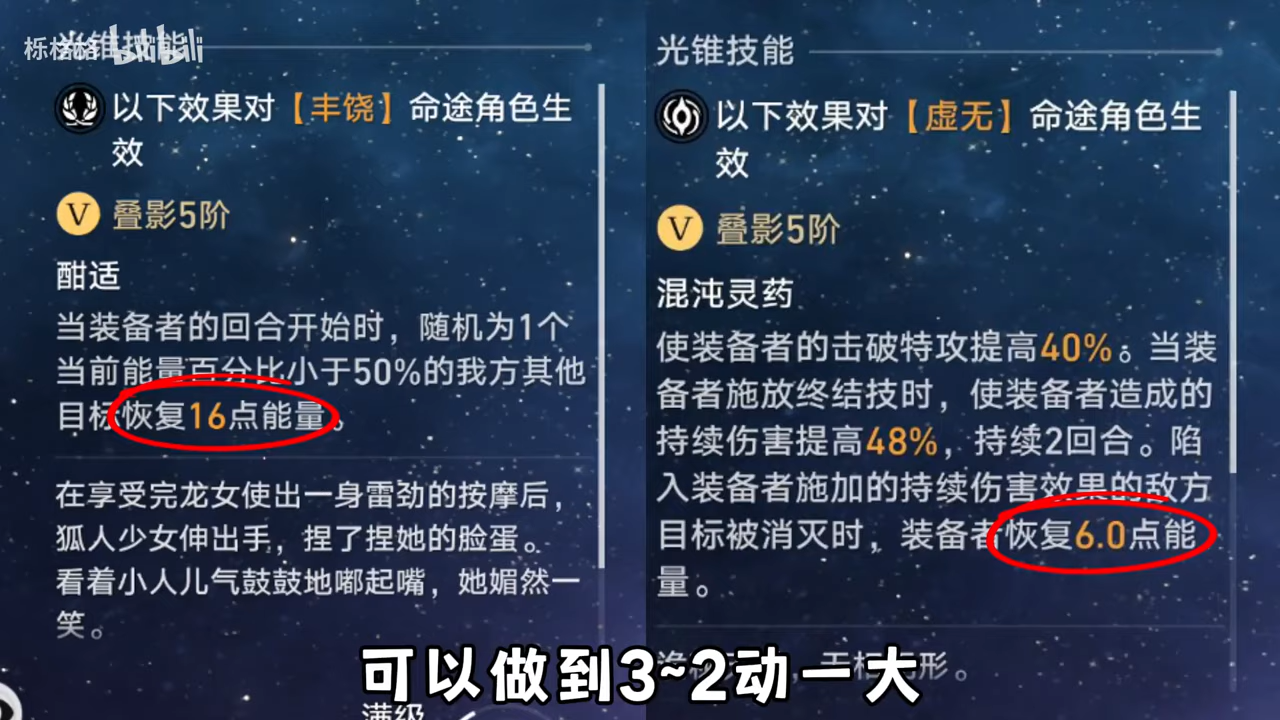 栎格格 bilibili
光锥技能
以下效果对【丰饶】命途角色生
效
V 叠影5阶
酣适
当装备者的回合开始时，随机为1个
当前能量百分比小于50%的我方其他
目标恢复16点能量。
在享受完龙女使出一身雷劲的按摩后，
狐人少女伸出手，捏了捏她的脸蛋。
看着小人儿气鼓鼓地嘟起嘴，她媚然一
笑。
光锥技能
以下效果对【虚无】命途角色生
效
V 叠影5阶
混沌灵药
使装备者的击破特攻提高40%。当装
备者施放终结技时，使装备者造成的
持续伤害提高48%，持续2回合。陷
入装备者施加的持续伤害效果的敌方
目标被消灭时，装备者恢复6.0点能
量。
形。
可以做到3~2动一大
满级